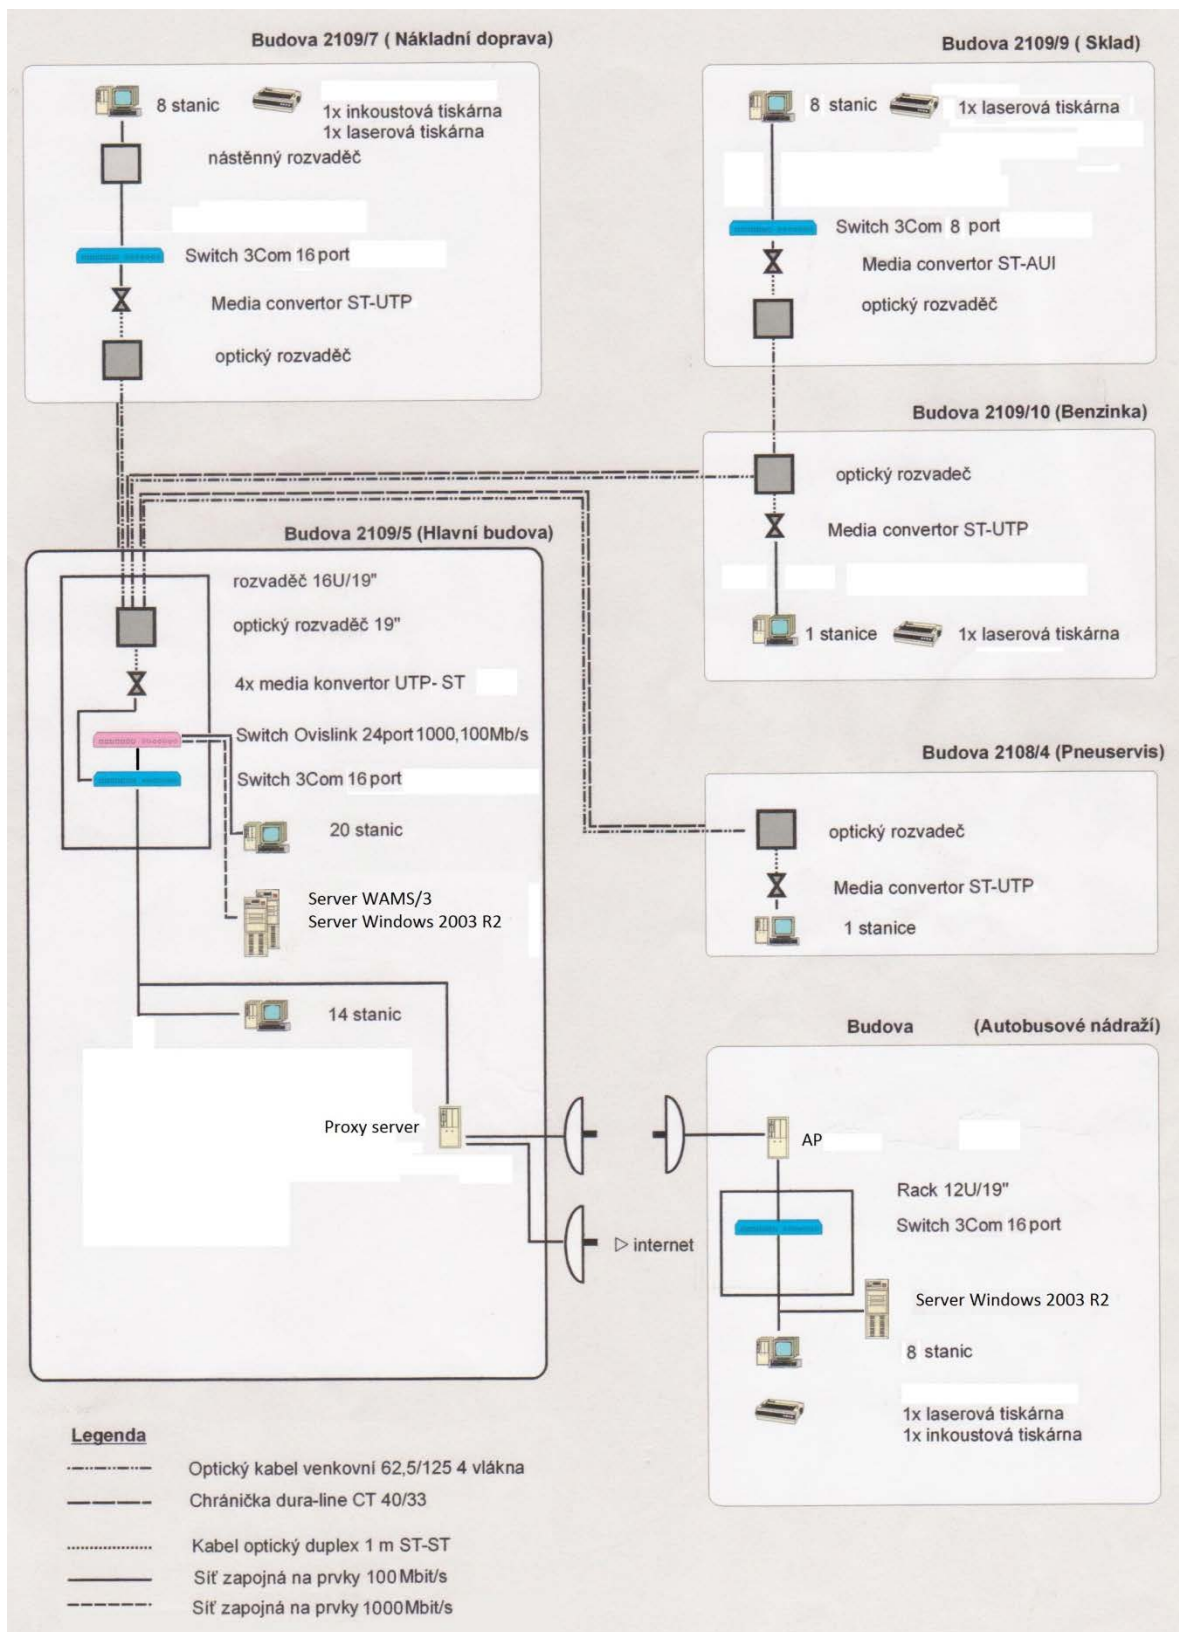 Budova 2109/7 ( Nákladní doprava)
8 stanic
1x inkoustová tiskárna
1x laserová tiskárna
nástěnný rozvaděč
Switch 3Com 16 port
Media convertor ST-UTP
optický rozvaděč
Budova 2109/9 ( Sklad)
8 stanic
1x laserová tiskárna
Switch 3Com 8 port
Media convertor ST-AUI
optický rozvaděč
Budova 2109/10 (Benzinka)
optický rozvadeč
Media convertor ST-UTP
1 stanice
1x laserová tiskárna
Budova 2109/5 (Hlavní budova)
rozvaděč 16U/19"
optický rozvaděč 19"
4x media konvertor UTP- ST
Switch Ovislink 24port 1000,100Mb/s
Switch 3Com 16 port
20 stanic
Server WAMS/3
Server Windows 2003 R2
14 stanic
Proxy server
▷ internet
Budova 2108/4 (Pneuservis)
optický rozvadeč
Media convertor ST-UTP
1 stanice
Budova (Autobusové nádraží)
AP
Rack 12U/19"
Switch 3Com 16 port
Server Windows 2003 R2
8 stanic
1x laserová tiskárna
1x inkoustová tiskárna
Legenda
Optický kabel venkovní 62,5/125 4 vlákna
Chránička dura-line CT 40/33
Kabel optický duplex 1 m ST-ST
Síť zapojná na prvky 100 Mbit/s
Síť zapojná na prvky 1000Mbit/s